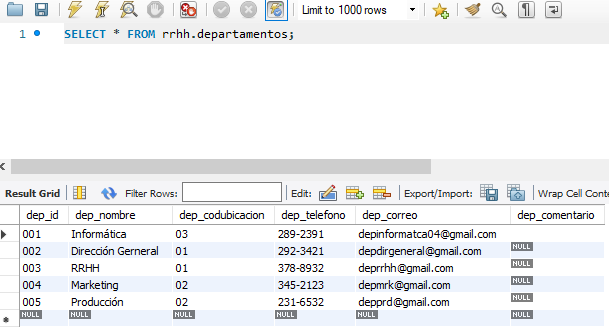 Limit to 1000 rows
1 SELECT * FROM rrhh.departamentos;
Result Grid Filter Rows: Edit: Export/Import: Wrap Cell Conte
dep_id dep_nombre dep_codubicacion dep_telefono dep_correo dep_comentario
001 Informática 03 289-2391 depinformatca04@gmail.com
002 Dirección Gerneral 01 292-3421 depdirgeneral@gmail.com NULL
003 RRHH 01 378-8932 deprrhh@gmail.com NULL
004 Marketing 02 345-2123 depmrk@gmail.com NULL
005 Producción 02 231-6532 depprd@gmail.com NULL
NULL NULL NULL NULL NULL NULL